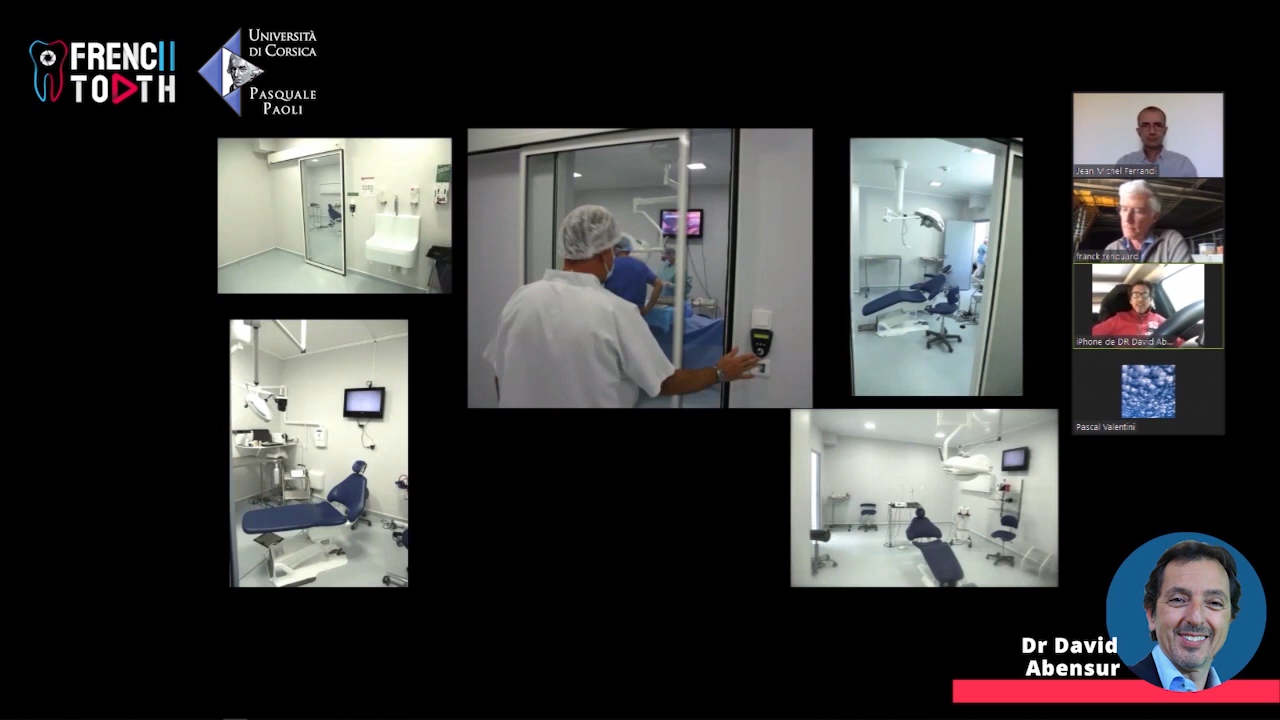 FRENCH
TOOTH
UNIVERSITÀ
DI CORSICA
PASQUALE
PAOLI
Jean Michel Ferrandi
franck renouard
iPhone de DR David Ab...
Pascal Valentini
Dr David
Abensur